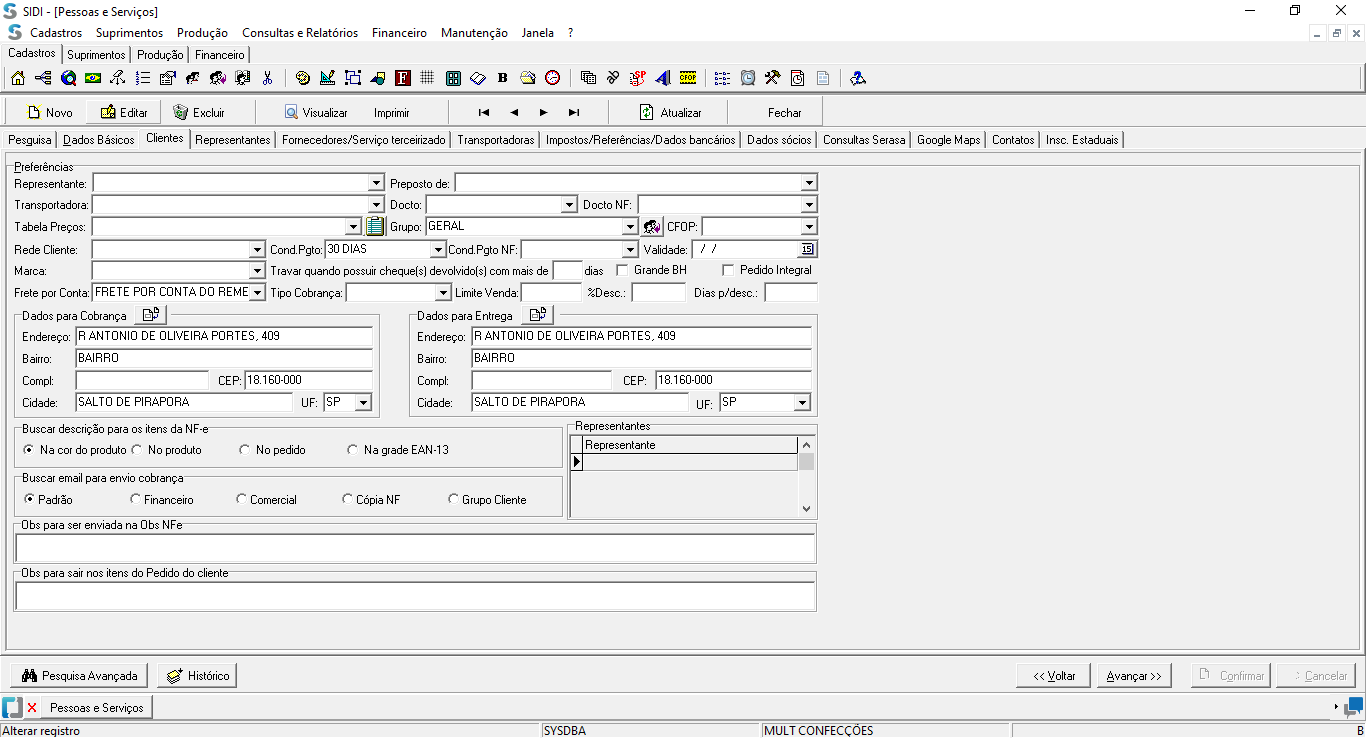 SIDI - [Pessoas e Serviços]
Cadastros Suprimentos Produção Consultas e Relatórios Financeiro Manutenção Janela ?
Cadastros Suprimentos Produção Financeiro
Novo Editar Excluir Visualizar Imprimir Atualizar Fechar
Pesquisa Dados Básicos Clientes Representantes Fornecedores/Serviço terceirizado Transportadoras Impostos/Referências/Dados bancários Dados sócios Consultas Serasa Google Maps Contatos Insc. Estaduais
Preferências
Representante: Preposto de:
Transportadora: Docto: Docto NF:
Tabela Preços: Grupo: GERAL CFOP:
Rede Cliente: Cond.Pgto: 30 DIAS Cond.Pgto NF: Validade: / / 15
Marca: Travar quando possuir cheque(s) devolvido(s) com mais de dias Grande BH Pedido Integral
Frete por Conta: FRETE POR CONTA DO REME Tipo Cobrança: Limite Venda: %Desc.: Dias p/desc.:
Dados para Cobrança Dados para Entrega
Endereço: R ANTONIO DE OLIVEIRA PORTES, 409 Endereço: R ANTONIO DE OLIVEIRA PORTES, 409
Bairro: BAIRRO Bairro: BAIRRO
Compl: CEP: 18.160-000 Compl: CEP: 18.160-000
Cidade: SALTO DE PIRAPORA UF: SP Cidade: SALTO DE PIRAPORA UF: SP
Buscar descrição para os itens da NF-e Representantes
Na cor do produto No produto No pedido Na grade EAN-13 Representante
Buscar email para envio cobrança
Padrão Financeiro Comercial Cópia NF Grupo Cliente
Obs para ser enviada na Obs NFe
Obs para sair nos itens do Pedido do cliente
Pesquisa Avançada Histórico << Voltar Avançar >> Confirmar Cancelar
Pessoas e Serviços
Alterar registro SYSDBA MULT CONFECÇÕES B